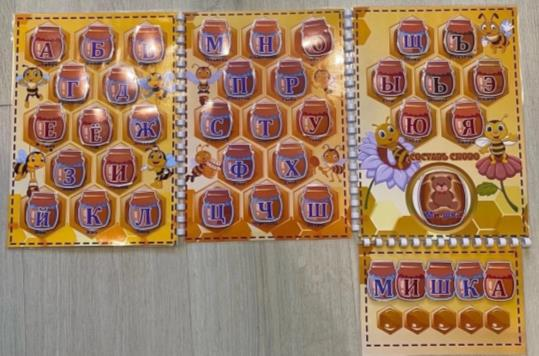 А Б В
Г Д
Е Ё Ж
З И
Й К Л
М Н О
П Р
С Т У
Ф Х
Ц Ч Ш
Щ Ъ
Ы Ь Э
Ю Я
СОСТАВЬ СЛОВО
МИШКА